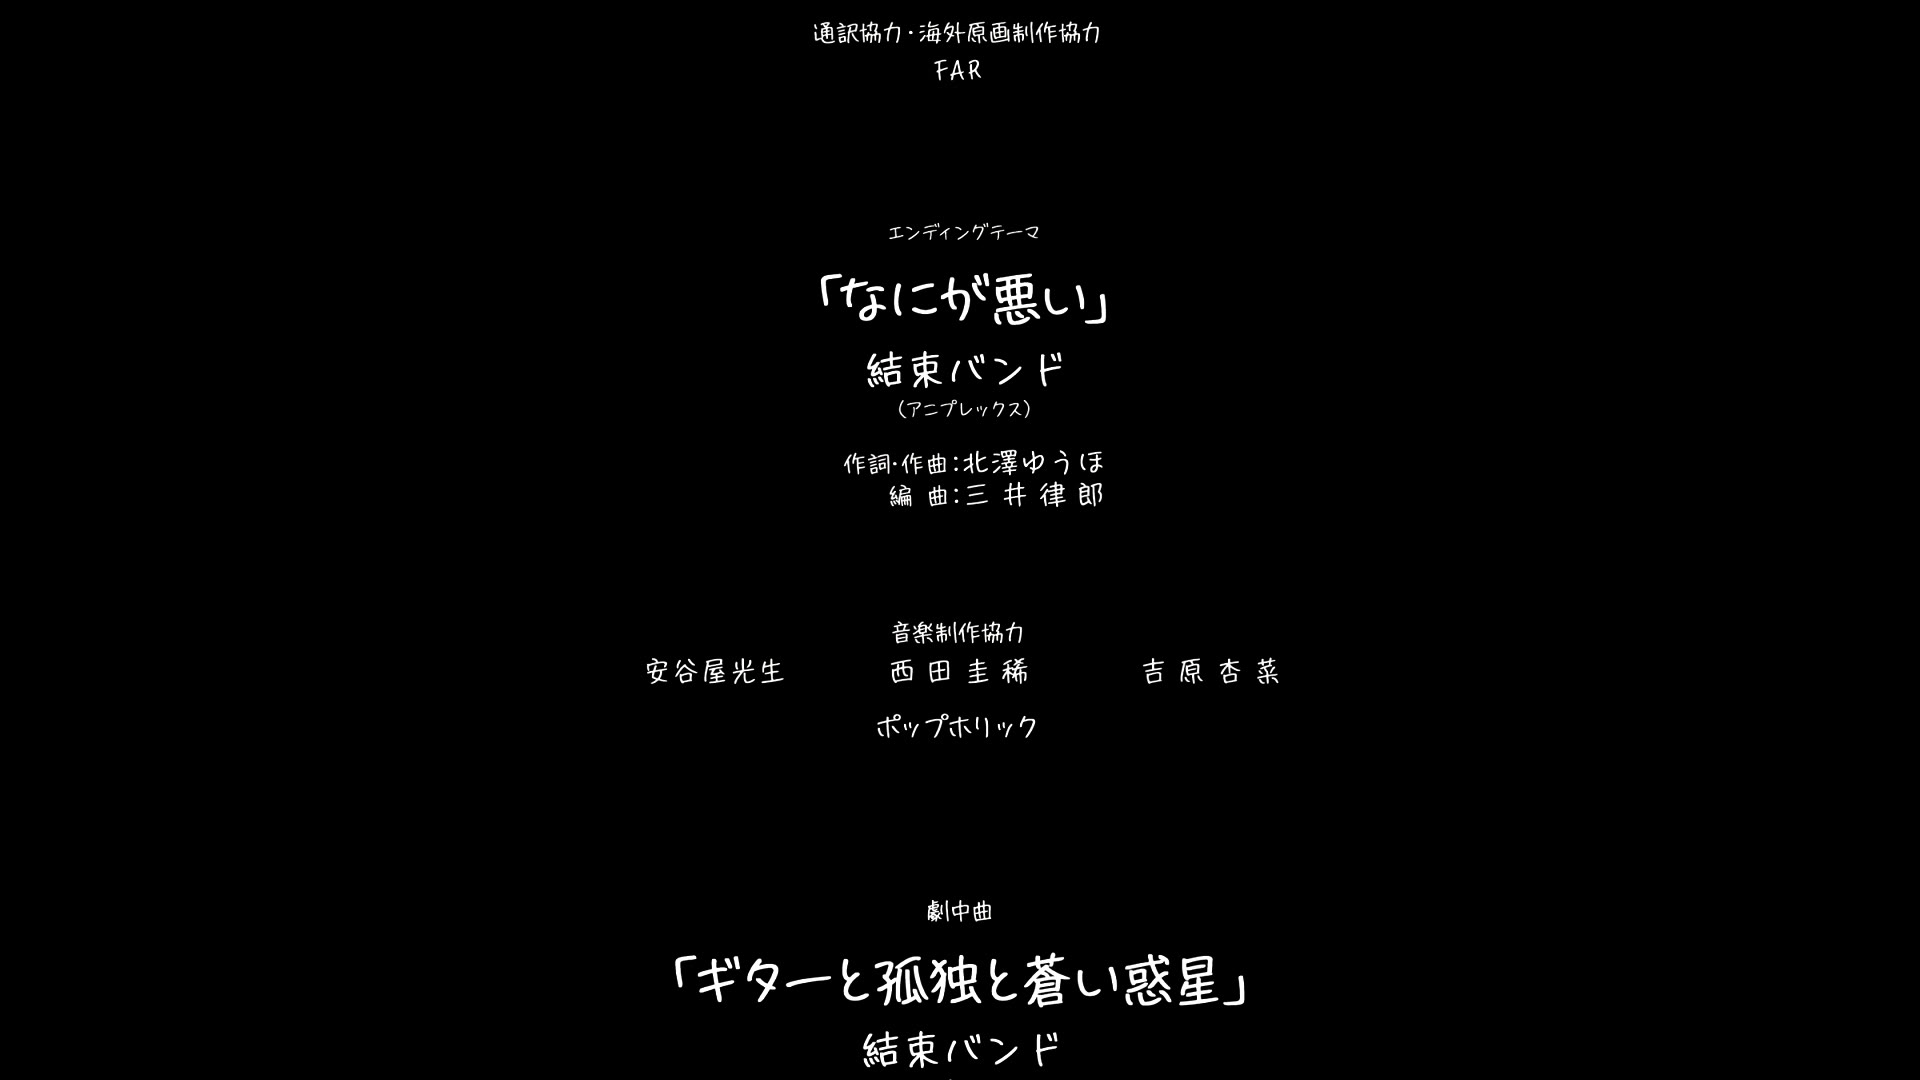 通訳協力・海外原画制作協力
FAR
エンディングテーマ
「なにが悪い」
結束バンド
(アニプレックス)
作詞・作曲:北澤ゆうほ
編 曲:三 井 律 郎
音楽制作協力
安谷屋光生 西 田 圭 稀 吉 原 杏 菜
ポップホリック
劇中曲
「ギターと孤独と蒼い惑星」
結束バンド